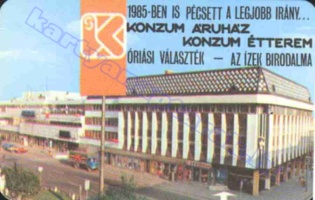 1985-BEN IS PÉCSETT A LEGJOBB IRÁNY...
KONZUM ÁRUHÁZ
KONZUM ÉTTEREM
ÓRIÁSI VÁLASZTÉK – AZ ÍZEK BIRODALMA